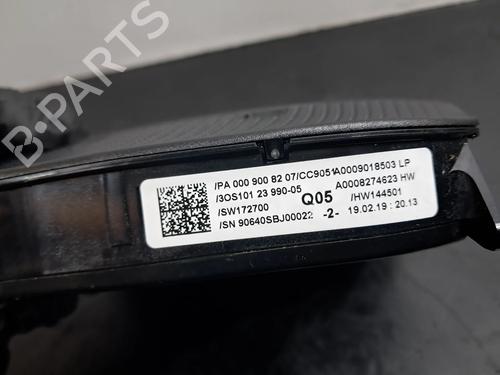 B-PARTS
/PA 000 900 82 07/CC9051A0009018503 LP
/3OS101 23 990-05 Q05 A0008274623 HW
/SW172700 /HW144501
/SN 90640SBJ00022 -2- 19.02.19 : 20.13